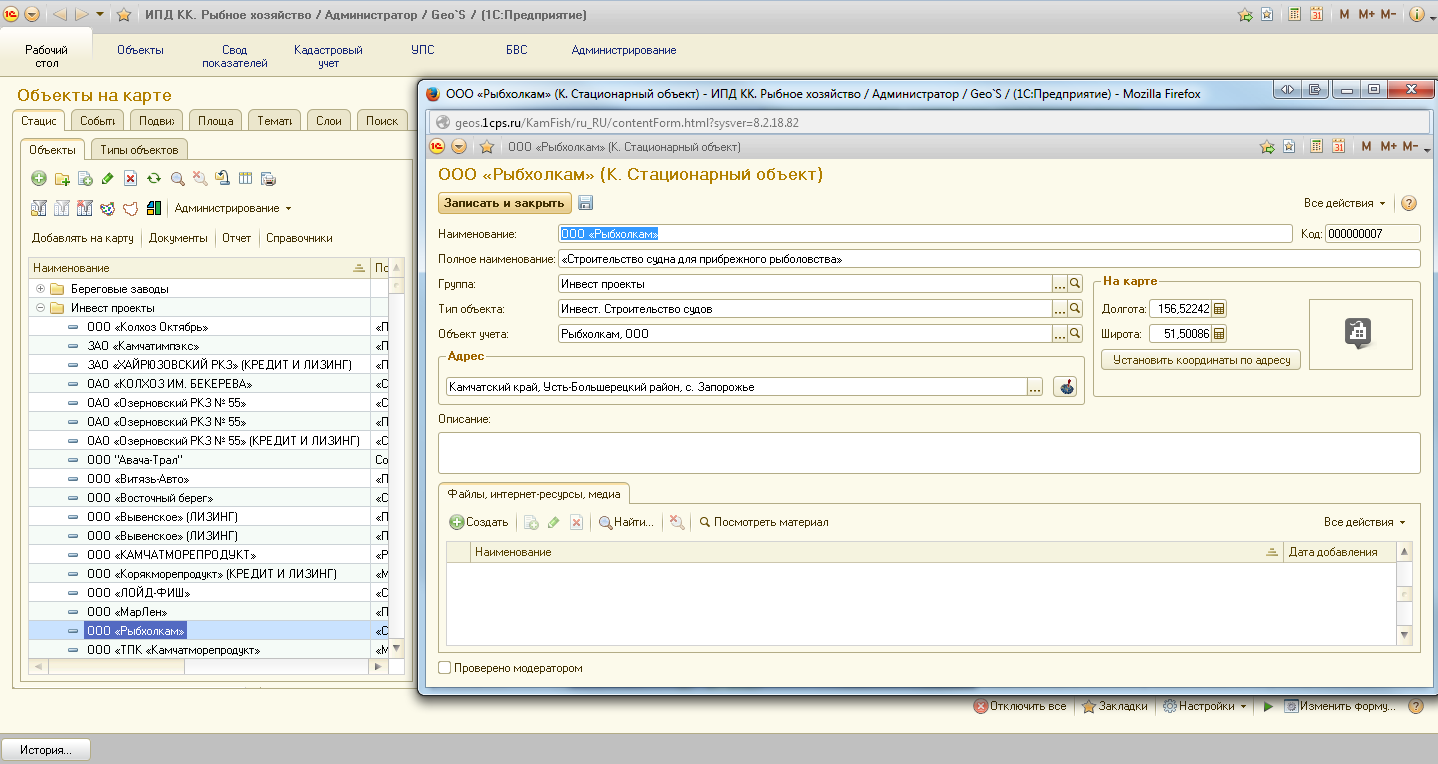 ИПД КК. Рыбное хозяйство / Администратор / Geo`S / (1С:Предприятие)
M M+ M-
Рабочий стол
Объекты
Свод показателей
Кадастровый учет
УПС
БВС
Администрирование
Объекты на карте
Стацис
Событи
Подви
Площа
Темати
Слои
Поиск
Объекты
Типы объектов
Администрирование
Добавлять на карту
Документы
Отчет
Справочники
Наименование
По
Береговые заводы
Инвест проекты
ООО «Колхоз Октябрь» «П
ЗАО «Камчатимпэкс» «П
ЗАО «ХАЙРЮЗОВСКИЙ РКЗ» (КРЕДИТ И ЛИЗИНГ) «П
ОАО «КОЛХОЗ ИМ. БЕКЕРЕВА» «С
ОАО «Озерновский РКЗ № 55» «С
ОАО «Озерновский РКЗ № 55» «П
ОАО «Озерновский РКЗ № 55» (КРЕДИТ И ЛИЗИНГ) «С
ООО "Авача-Трал" Со
ООО «Витязь-Авто» «П
ООО «Восточный берег» «С
ООО «Вывенское» (ЛИЗИНГ) «С
ООО «Вывенское» (ЛИЗИНГ) «П
ООО «КАМЧАТМОРЕПРОДУКТ» «Р
ООО «Корякморепродукт» (КРЕДИТ И ЛИЗИНГ) «М
ООО «ЛОЙД-ФИШ» «С
ООО «МарЛен» «П
ООО «Рыбхолкам» «С
ООО «ТПК «Камчатморепродукт» «М
ООО «Рыбхолкам» (К. Стационарный объект) - ИПД КК. Рыбное хозяйство / Администратор / Geo`S / (1С:Предприятие) - Mozilla Firefox
geos.1cps.ru/KamFish/ru_RU/contentForm.html?sysver=8.2.18.82
ООО «Рыбхолкам» (К. Стационарный объект)
M M+ M-
ООО «Рыбхолкам» (К. Стационарный объект)
Записать и закрыть
Все действия
Наименование: ООО «Рыбхолкам» Код: 000000007
Полное наименование: «Строительство судна для прибрежного рыболовства»
Группа: Инвест проекты
Тип объекта: Инвест. Строительство судов
Объект учета: Рыбхолкам, ООО
На карте
Долгота: 156,52242
Широта: 51,50086
Установить координаты по адресу
Адрес
Камчатский край, Усть-Большерецкий район, с. Запорожье
Описание:
Файлы, интернет-ресурсы, медиа
Создать
Найти...
Посмотреть материал
Все действия
Наименование
Дата добавления
Проверено модератором
Отключить все
Закладки
Настройки
Изменить форму...
История...